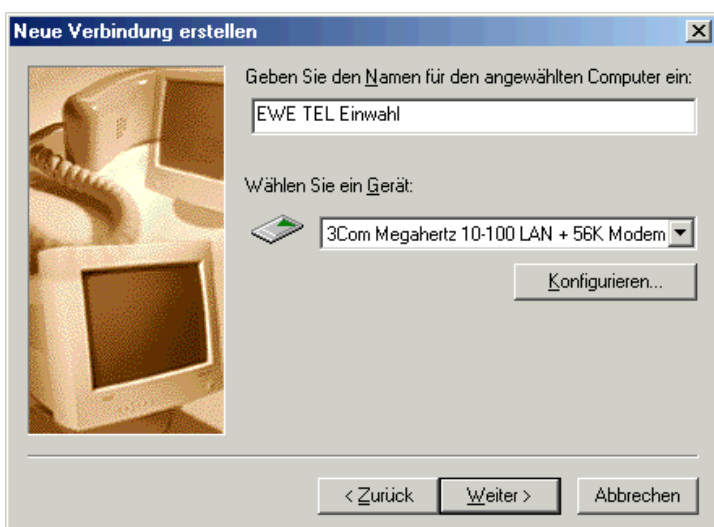 Neue Verbindung erstellen
Geben Sie den Namen für den angewählten Computer ein:
EWE TEL Einwahl
Wählen Sie ein Gerät:
3Com Megahertz 10-100 LAN + 56K Modem
Konfigurieren...
< Zurück Weiter > Abbrechen